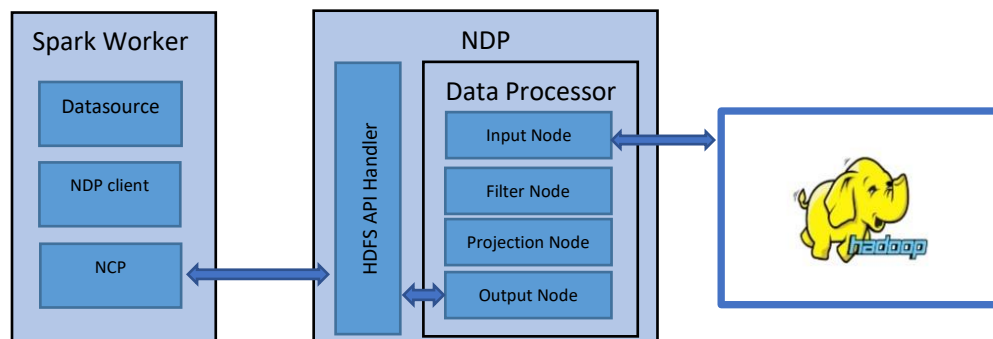 Spark Worker
Datasource
NDP client
NCP
NDP
HDFS API Handler
Data Processor
Input Node
Filter Node
Projection Node
Output Node
hadoop